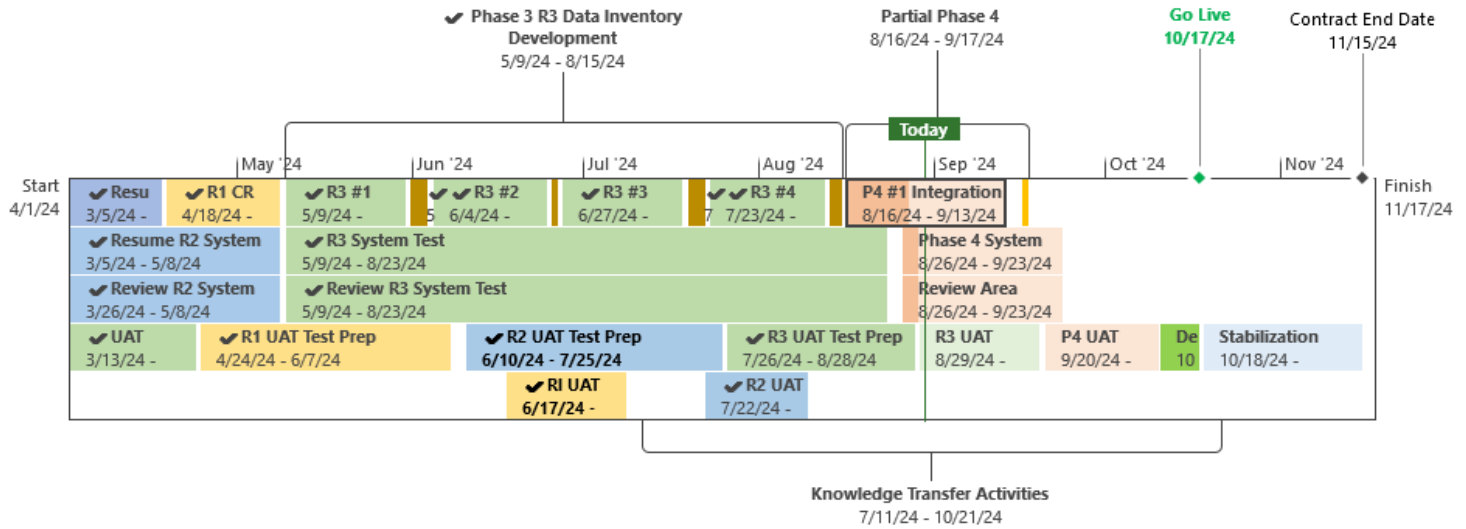 ✔ Phase 3 R3 Data Inventory
Development
5/9/24 - 8/15/24
Partial Phase 4
8/16/24 - 9/17/24
Go Live
10/17/24
Contract End Date
11/15/24
Today
May '24
Jun '24
Jul '24
Aug '24
Sep '24
Oct '24
Nov '24
Start
4/1/24
Finish
11/17/24
✔ Resu
3/5/24 -
✔ R1 CR
4/18/24 -
✔ R3 #1
5/9/24 -
✔
5
✔ R3 #2
6/4/24 -
✔ R3 #3
6/27/24 -
✔
7
✔ R3 #4
7/23/24 -
P4 #1 Integration
8/16/24 - 9/13/24
✔ Resume R2 System
3/5/24 - 5/8/24
✔ R3 System Test
5/9/24 - 8/23/24
Phase 4 System
8/26/24 - 9/23/24
✔ Review R2 System
3/26/24 - 5/8/24
✔ Review R3 System Test
5/9/24 - 8/23/24
Review Area
8/26/24 - 9/23/24
✔ UAT
3/13/24 -
✔ R1 UAT Test Prep
4/24/24 - 6/7/24
✔ R2 UAT Test Prep
6/10/24 - 7/25/24
✔ R3 UAT Test Prep
7/26/24 - 8/28/24
R3 UAT
8/29/24 -
P4 UAT
9/20/24 -
De
10
Stabilization
10/18/24 -
✔ RI UAT
6/17/24 -
✔ R2 UAT
7/22/24 -
Knowledge Transfer Activities
7/11/24 - 10/21/24